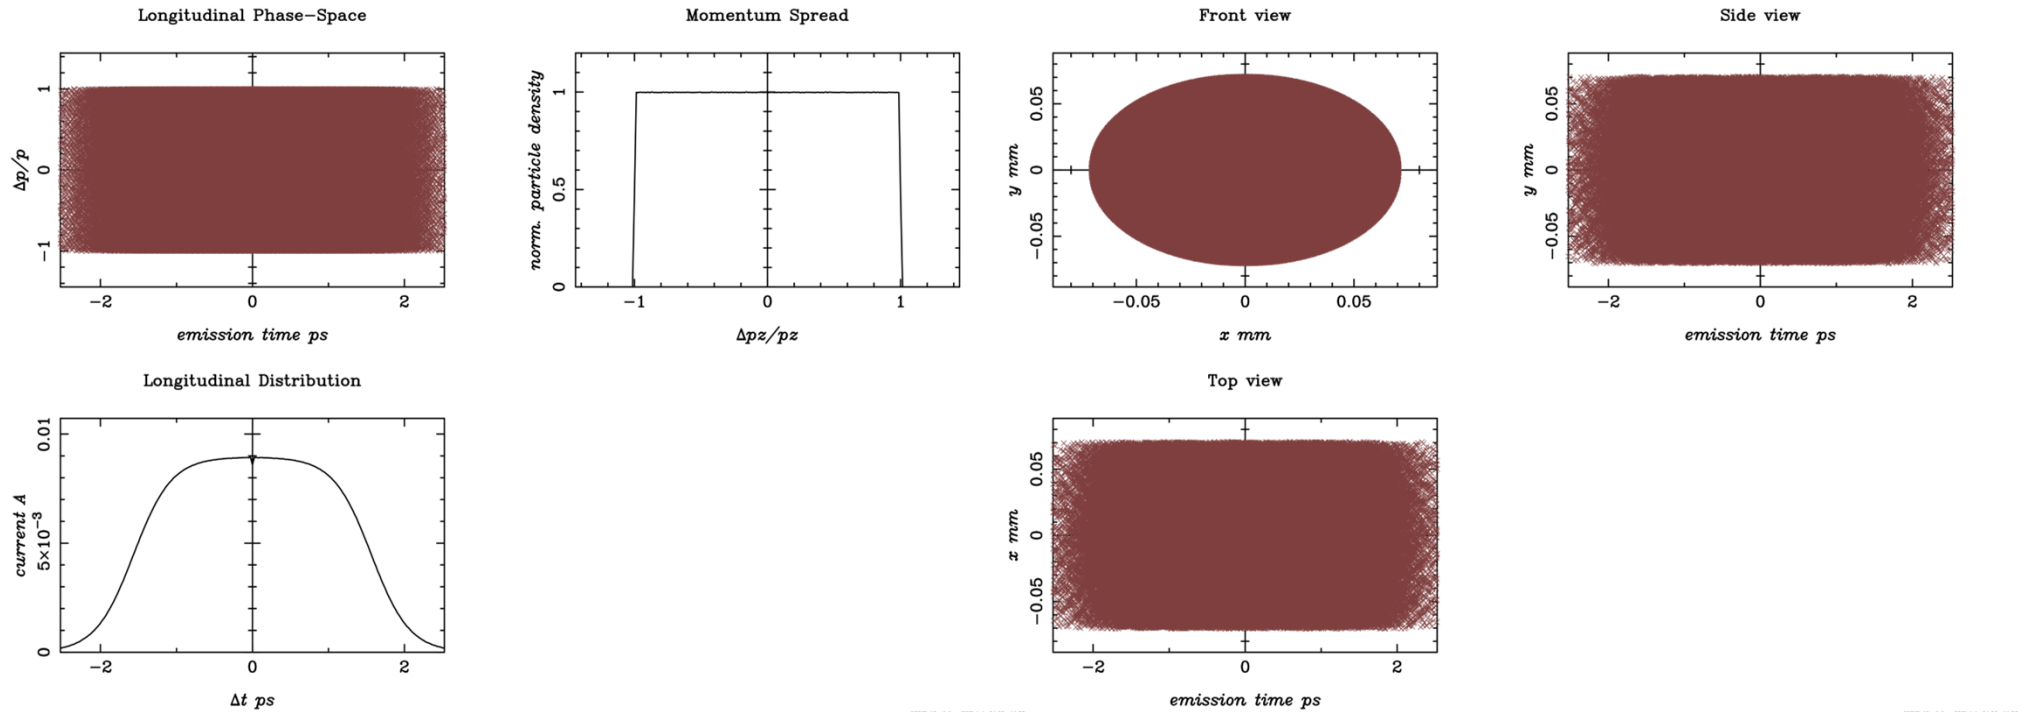 Longitudinal Phase-Space
Momentum Spread
Front view
Side view
Δp/p
1
0
-1
-2
0
2
emission time ps
norm. particle density
1
0.5
0
-1
0
1
Δpz/pz
y mm
0.05
0
-0.05
-0.05
0
0.05
x mm
y mm
0.05
0
-0.05
-2
0
2
emission time ps
Longitudinal Distribution
Top view
current A
0.01
5×10⁻³
0
-2
0
2
Δt ps
x mm
0.05
0
-0.05
-2
0
2
emission time ps